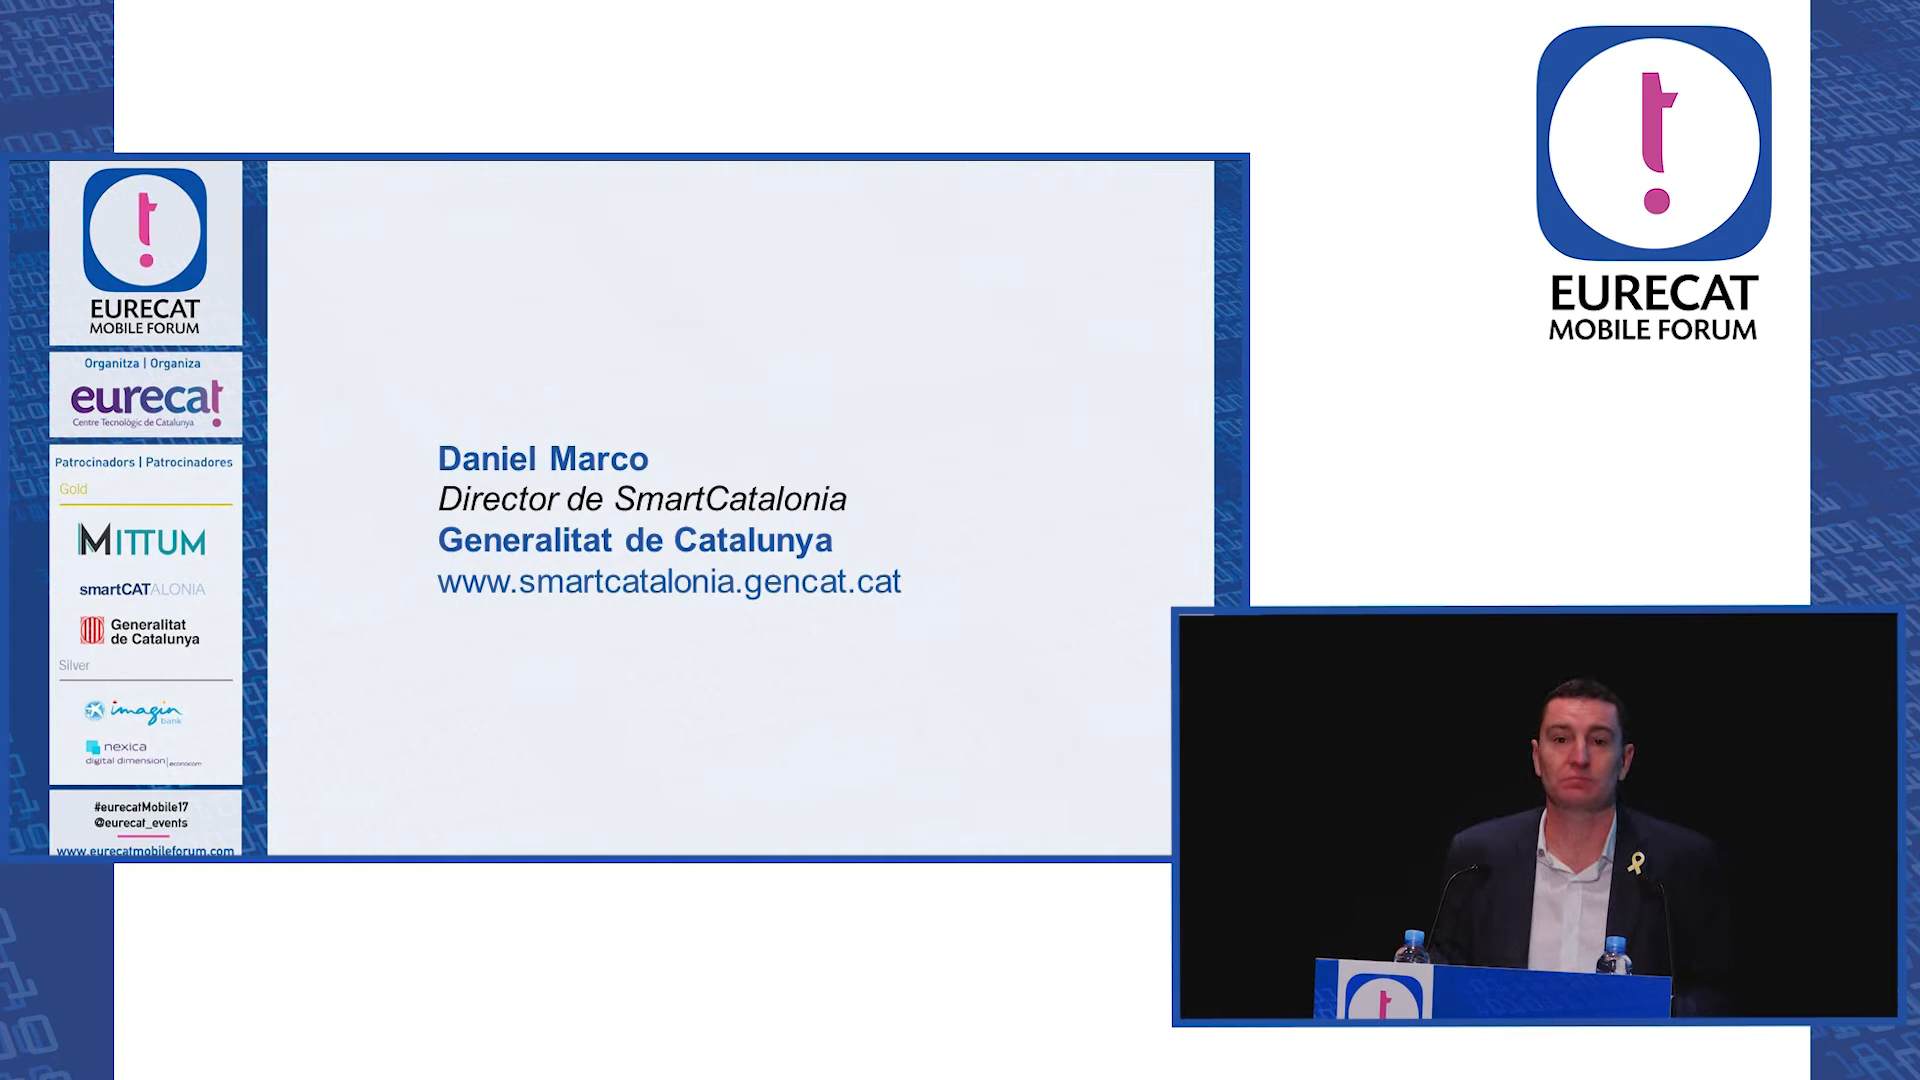 EURECAT
MOBILE FORUM
Organitza | Organiza
eurecat
Centre Tecnològic de Catalunya
Patrocinadors | Patrocinadores
Gold
MITTUM
smartCATALONIA
Generalitat
de Catalunya
Silver
imagin
bank
nexica
digital dimension | econocom
#eurecatMobile17
@eurecat_events
www.eurecatmobileforum.com
Daniel Marco
Director de SmartCatalonia
Generalitat de Catalunya
www.smartcatalonia.gencat.cat
EURECAT
MOBILE FORUM